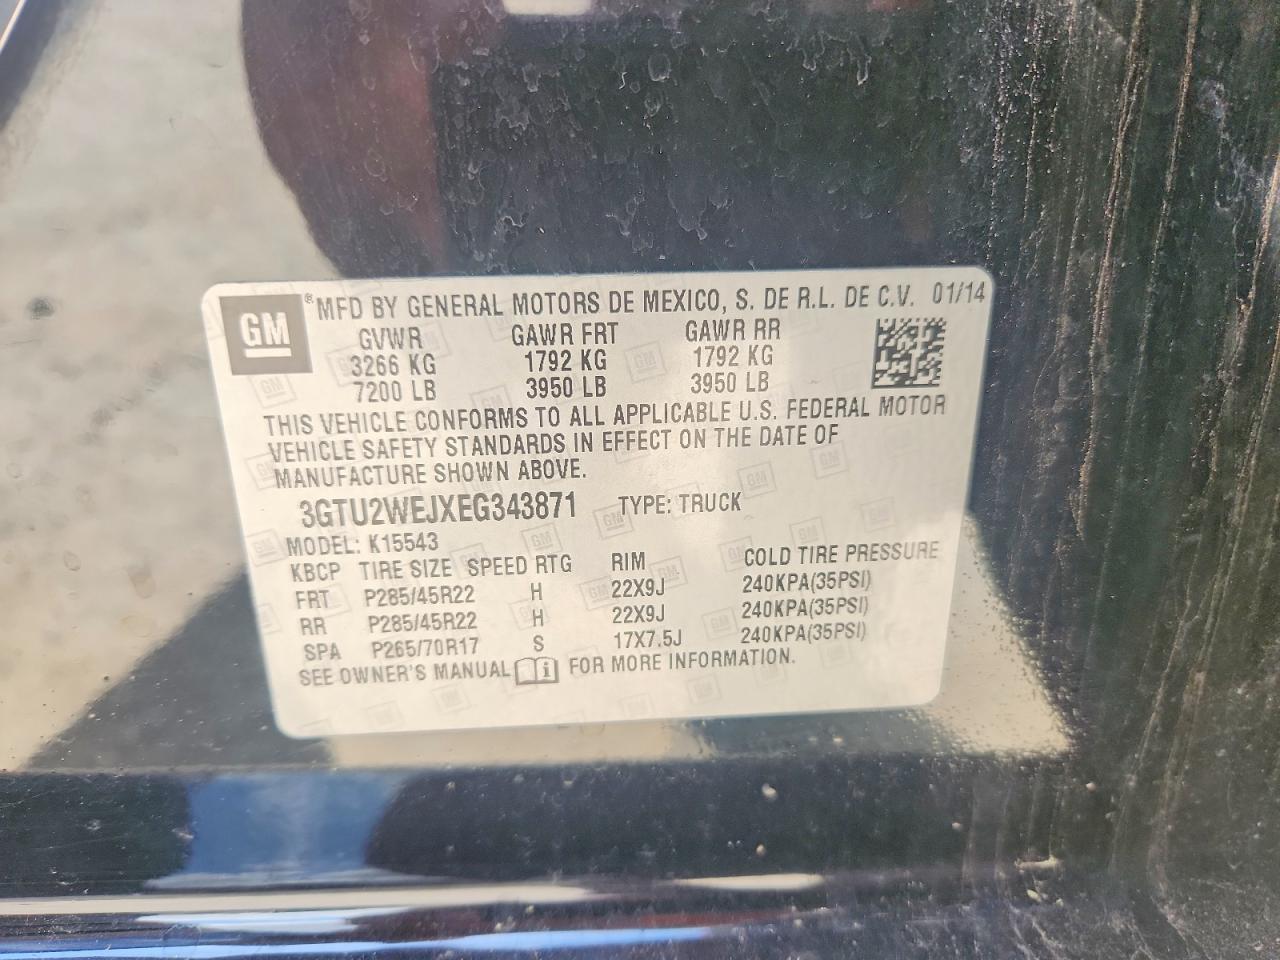 GM ® MFD BY GENERAL MOTORS DE MEXICO, S. DE R.L. DE C.V. 01/14
GVWR GAWR FRT GAWR RR
3266 KG 1792 KG 1792 KG
7200 LB 3950 LB 3950 LB
THIS VEHICLE CONFORMS TO ALL APPLICABLE U.S. FEDERAL MOTOR
VEHICLE SAFETY STANDARDS IN EFFECT ON THE DATE OF
MANUFACTURE SHOWN ABOVE.
3GTU2WEJXEG343871 TYPE: TRUCK
MODEL: K15543
KBCP TIRE SIZE SPEED RTG RIM COLD TIRE PRESSURE
FRT P285/45R22 H 22X9J 240KPA(35PSI)
RR P285/45R22 H 22X9J 240KPA(35PSI)
SPA P265/70R17 S 17X7.5J 240KPA(35PSI)
SEE OWNER'S MANUAL i FOR MORE INFORMATION.